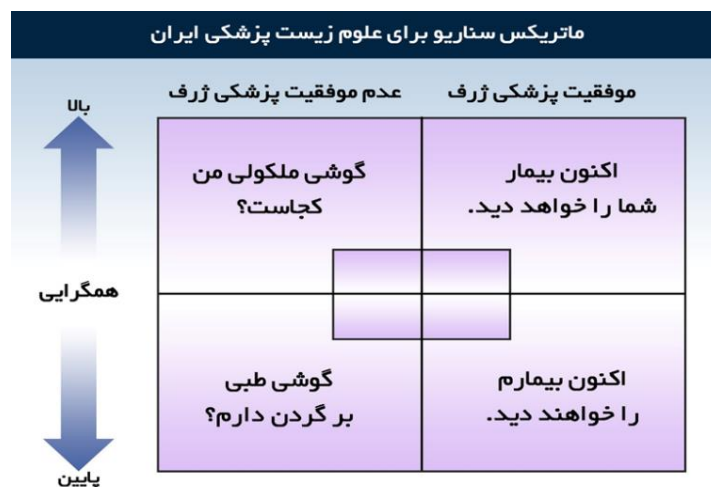 ماتریکس سناریو برای علوم زیست پزشکی ایران
موفقیت پزشکی ژرف
عدم موفقیت پزشکی ژرف
بالا
اکنون بیمار
شما را خواهد دید.
گوشی ملکولی من
کجاست؟
همگرایی
اکنون بیمارم
را خواهند دید.
گوشی طبی
بر گردن دارم؟
پایین